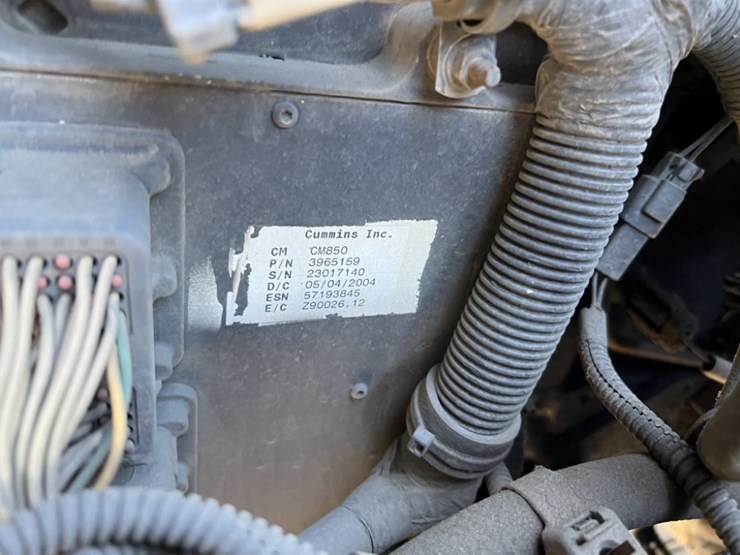 Cummins Inc.
CM CM850
P/N 3965159
S/N 23017140
D/C 05/04/2004
ESN 57193845
E/C Z90026.12